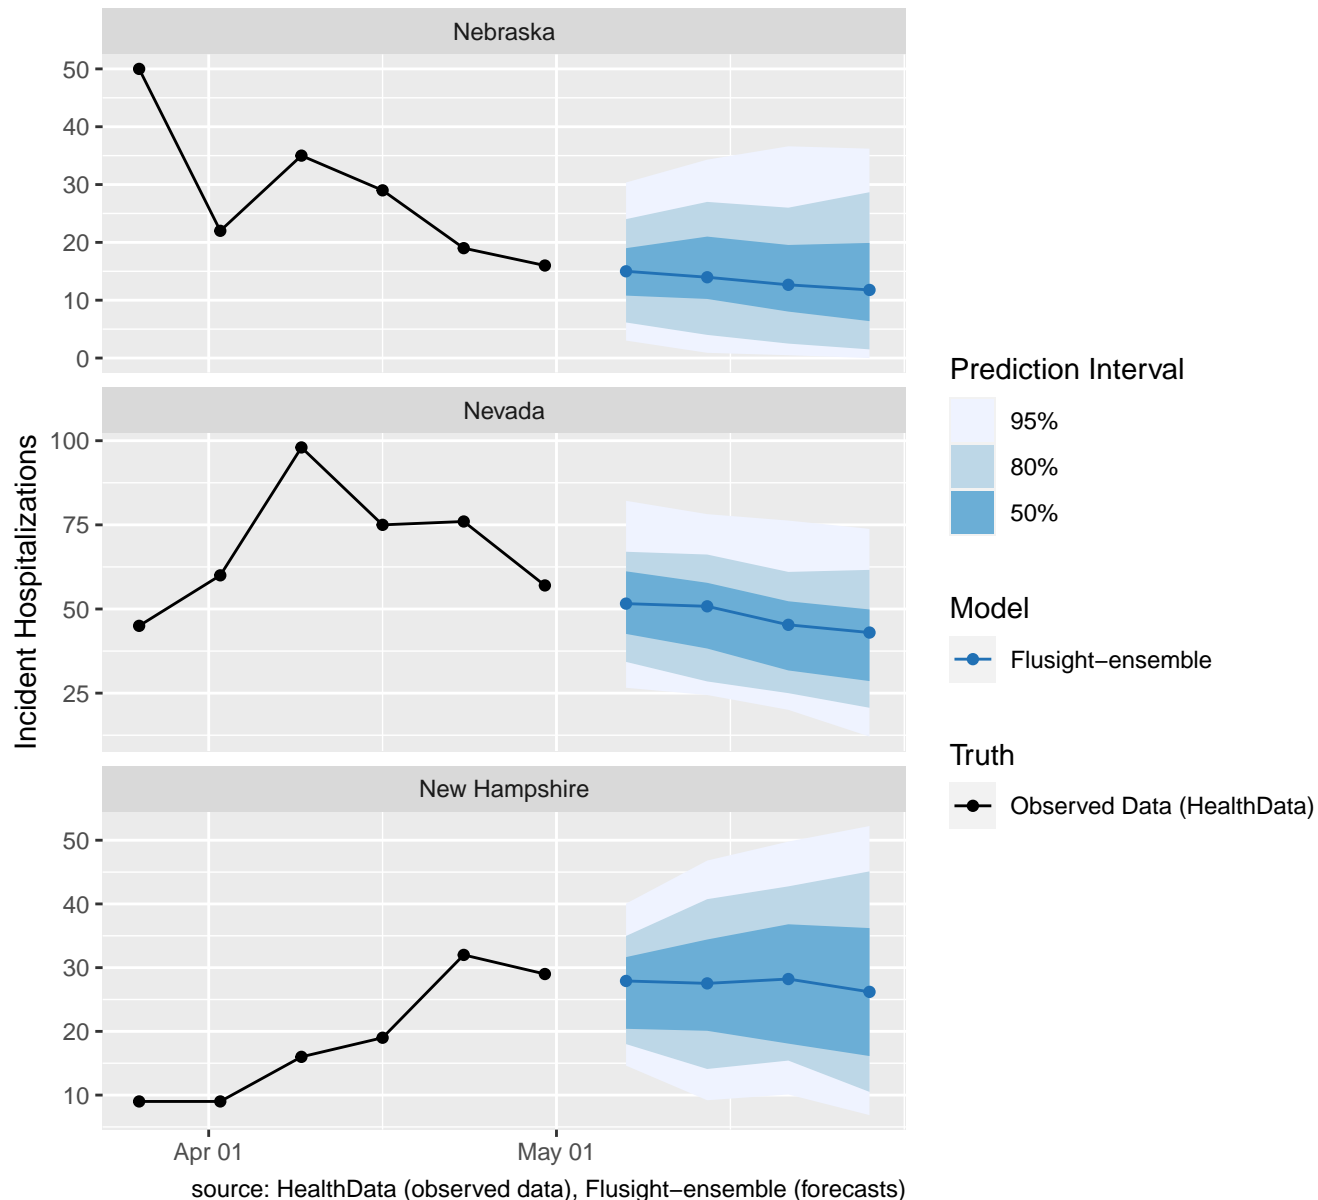 Nebraska
50
40
30
20
10
0
Nevada
100
75
50
25
New Hampshire
50
40
30
20
10
Apr 01
May 01
Incident Hospitalizations
source: HealthData (observed data), Flusight−ensemble (forecasts)
Prediction Interval
95%
80%
50%
Model
Flusight−ensemble
Truth
Observed Data (HealthData)